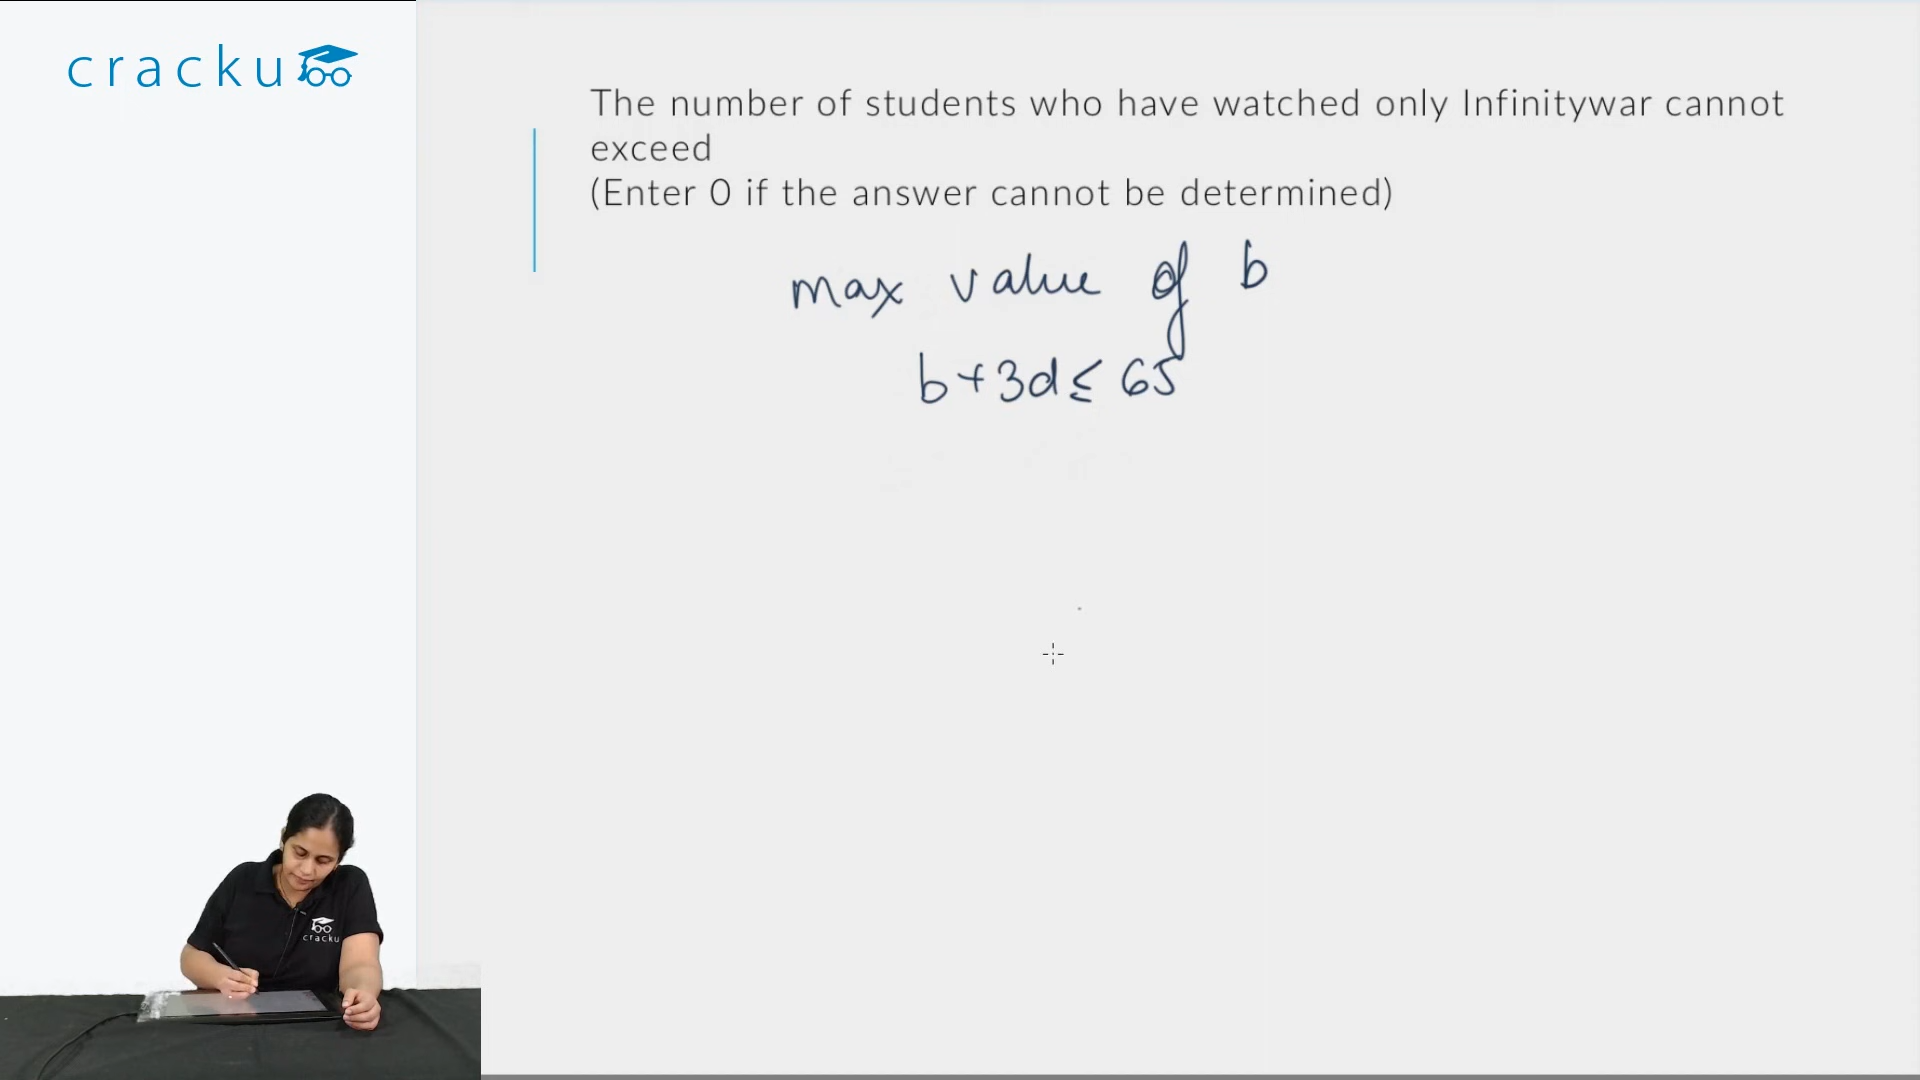 cracku
The number of students who have watched only Infinitywar cannot
exceed
(Enter 0 if the answer cannot be determined)
max value of b
b+3d≤ 65
cracku